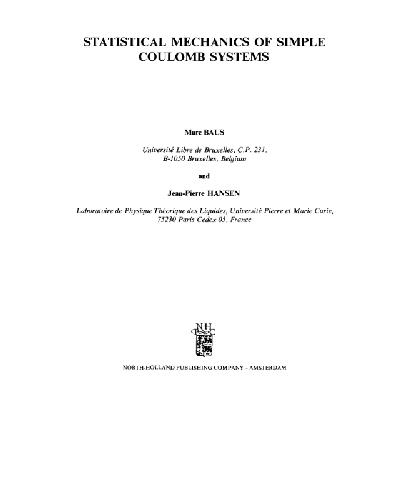 STATISTICAL MECHANICS OF SIMPLE
COULOMB SYSTEMS
Marc BAUS
Université Libre de Bruxelles, C.P. 231,
B-1050 Bruxelles, Belgium
and
Jean-Pierre HANSEN
Laboratoire de Physique Théorique des Liquides, Université Pierre et Marie Curie,
75230 Paris Cedex 05, France
NH
NORTH-HOLLAND PUBLISHING COMPANY - AMSTERDAM